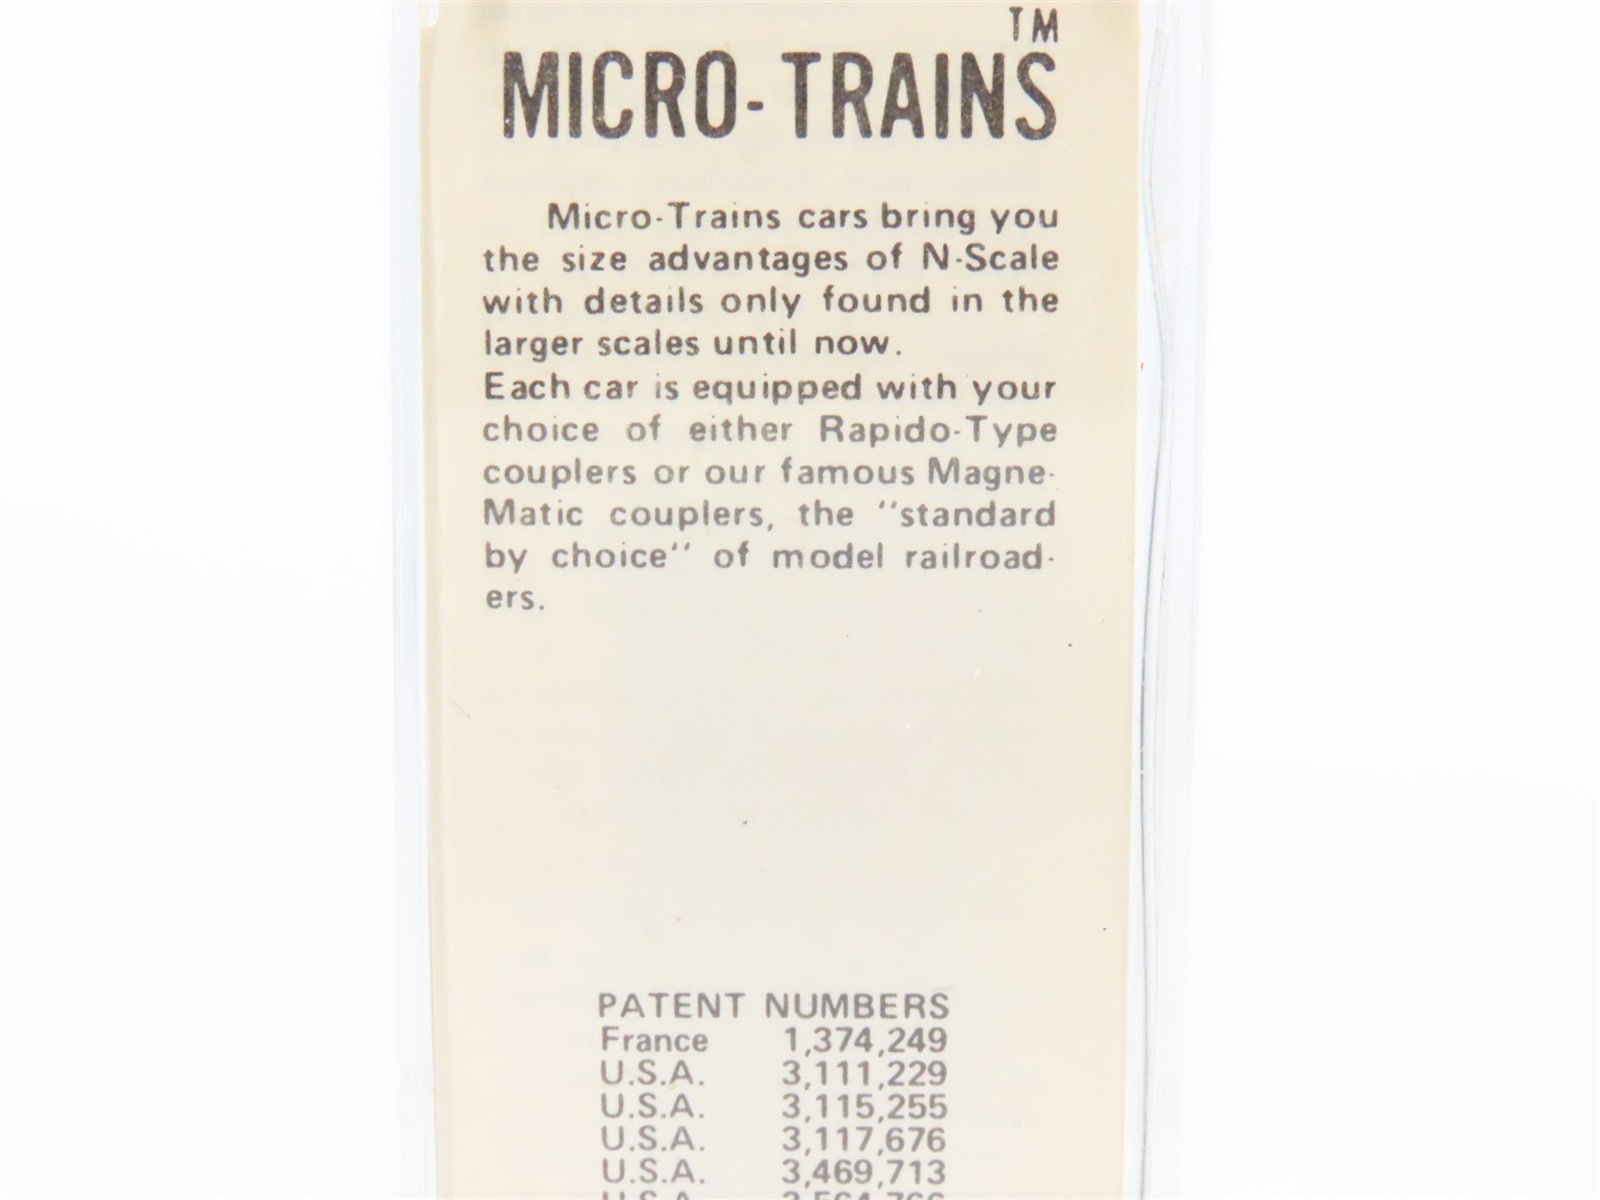 TM
MICRO-TRAINS
Micro-Trains cars bring you
the size advantages of N-Scale
with details only found in the
larger scales until now.
Each car is equipped with your
choice of either Rapido-Type
couplers or our famous Magne-
Matic couplers, the "standard
by choice" of model railroad-
ers.
PATENT NUMBERS
France 1,374,249
U.S.A. 3,111,229
U.S.A. 3,115,255
U.S.A. 3,117,676
U.S.A. 3,469,713
U.S.A.